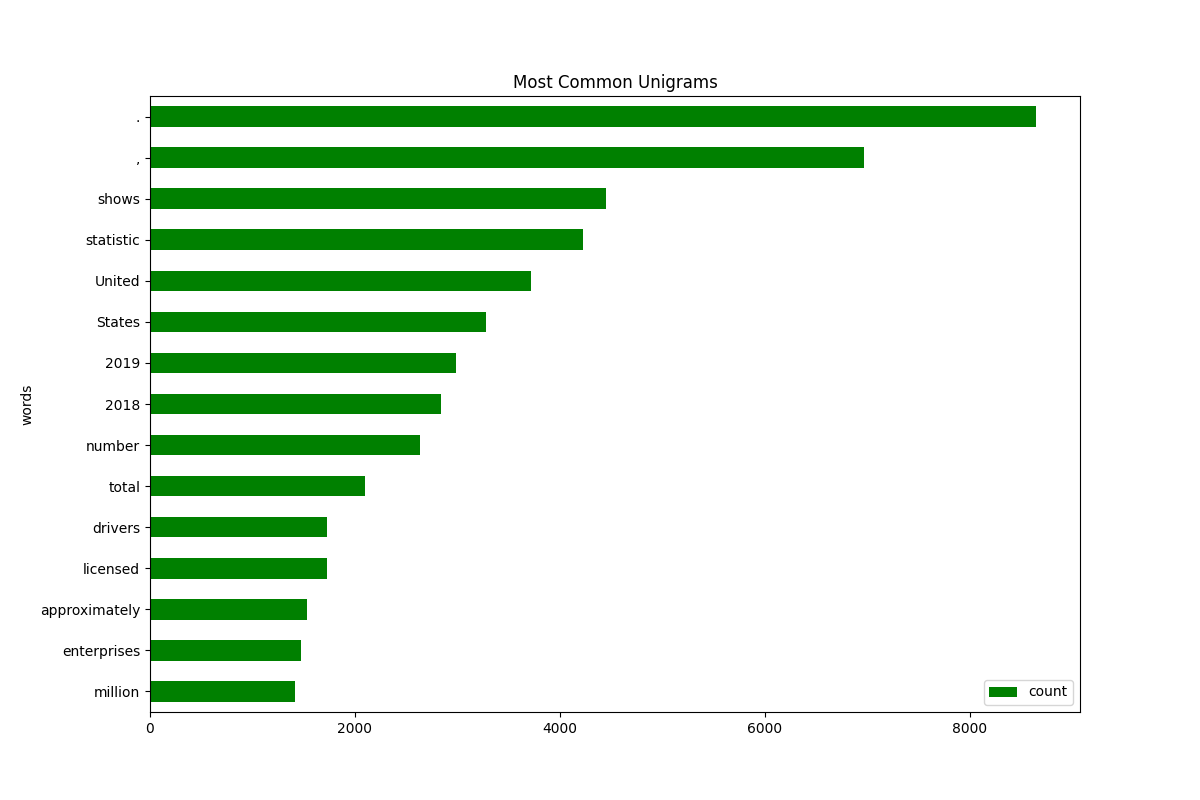 Most Common Unigrams
words
.
,
shows
statistic
United
States
2019
2018
number
total
drivers
licensed
approximately
enterprises
million
count
0 2000 4000 6000 8000